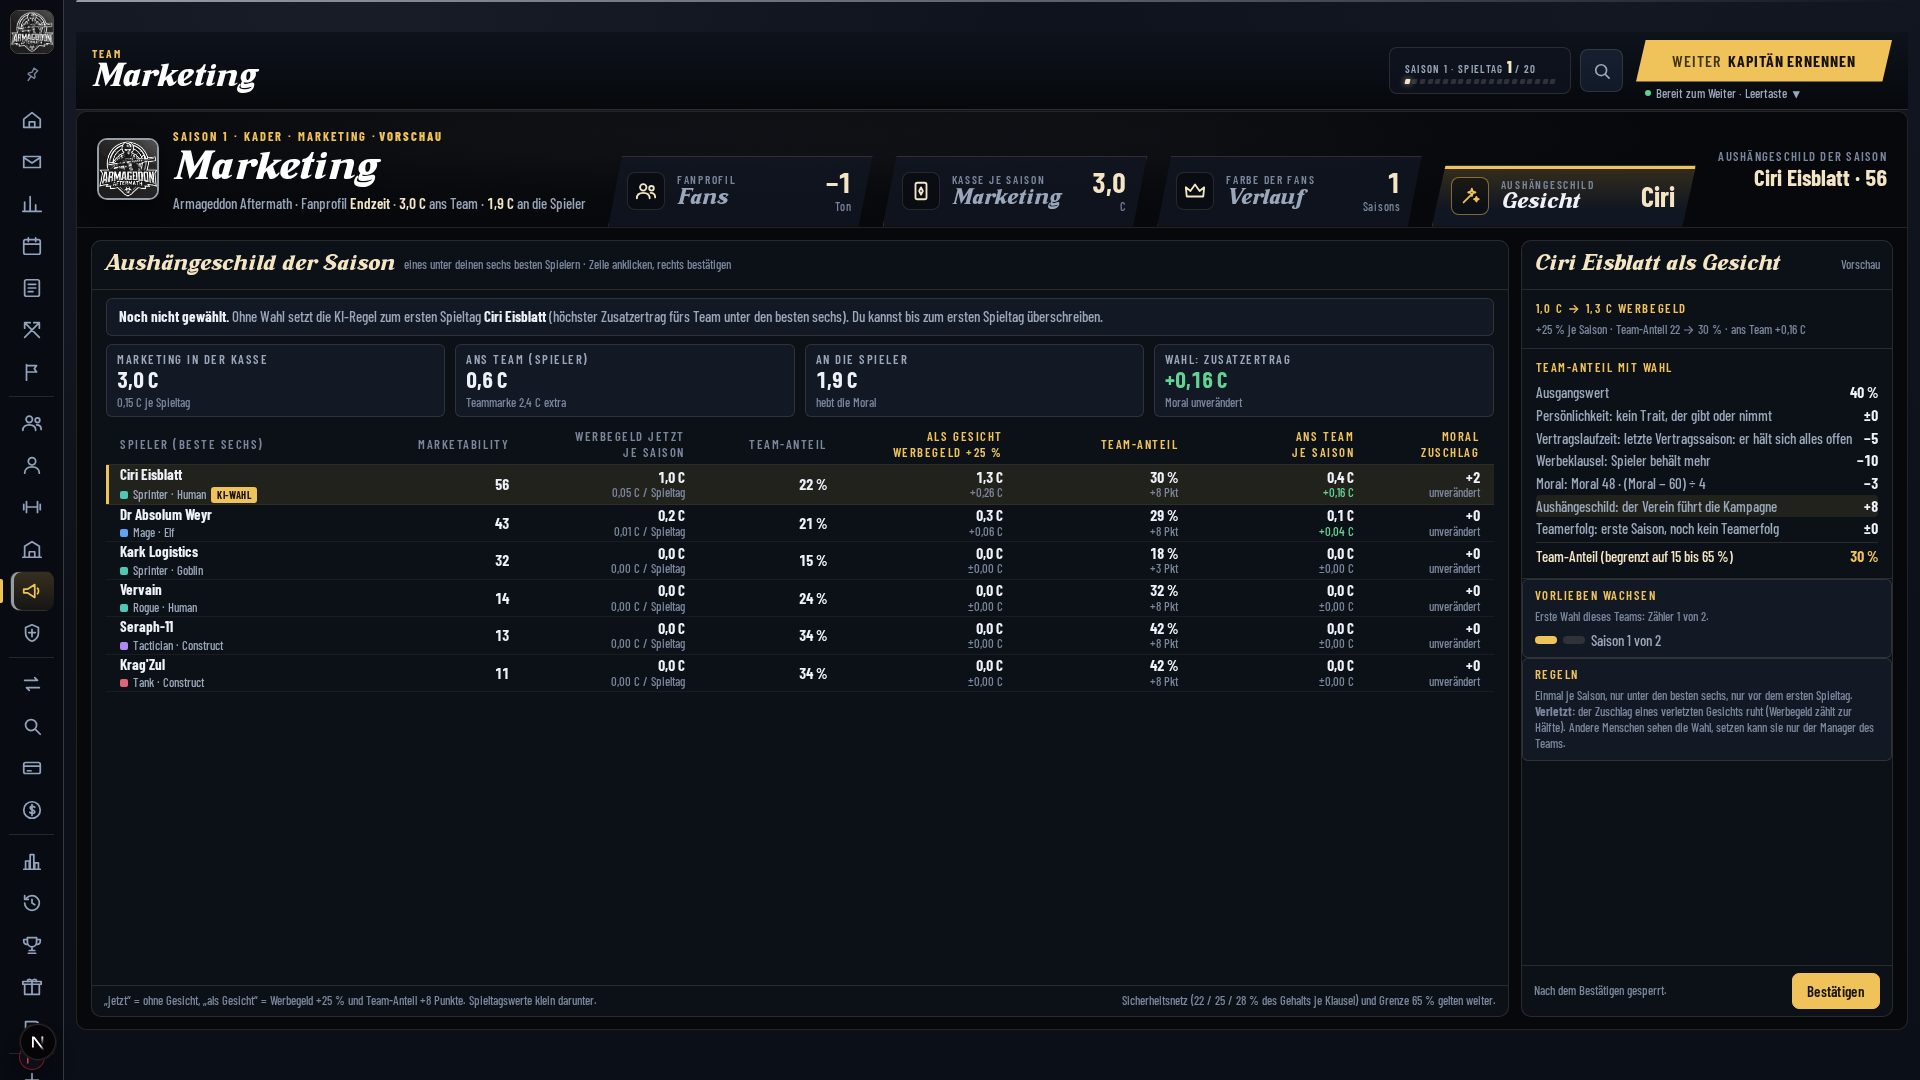 TEAM
Marketing
SAISON 1 · SPIELTAG 1 / 20
WEITER KAPITÄN ERNENNEN
Bereit zum Weiter · Leertaste ▼
SAISON 1 · KADER · MARKETING · VORSCHAU
Marketing
Armageddon Aftermath · Fanprofil Endzeit · 3,0 C ans Team · 1,9 C an die Spieler
FANPROFIL
Fans
−1
Ton
KASSE JE SAISON
Marketing
3,0
C
FARBE DER FANS
Verlauf
1
Saisons
AUSHÄNGESCHILD
Gesicht
Ciri
AUSHÄNGESCHILD DER SAISON
Ciri Eisblatt · 56
Aushängeschild der Saison eines unter deinen sechs besten Spielern · Zeile anklicken, rechts bestätigen
Noch nicht gewählt. Ohne Wahl setzt die KI-Regel zum ersten Spieltag Ciri Eisblatt (höchster Zusatzertrag fürs Team unter den besten sechs). Du kannst bis zum ersten Spieltag überschreiben.
MARKETING IN DER KASSE
3,0 C
0,15 C je Spieltag
ANS TEAM (SPIELER)
0,6 C
Teammarke 2,4 C extra
AN DIE SPIELER
1,9 C
hebt die Moral
WAHL: ZUSATZERTRAG
+0,16 C
Moral unverändert
SPIELER (BESTE SECHS) MARKETABILITY WERBEGELD JETZT JE SAISON TEAM-ANTEIL ALS GESICHT WERBEGELD +25 % TEAM-ANTEIL ANS TEAM JE SAISON MORAL ZUSCHLAG
Ciri Eisblatt 56 1,0 C 22 % 1,3 C 30 % 0,4 C +2
Sprinter · Human KI-WAHL 0,05 C / Spieltag +0,26 C +8 Pkt +0,16 C unverändert
Dr Absolum Weyr 43 0,2 C 21 % 0,3 C 29 % 0,1 C +0
Mage · Elf 0,01 C / Spieltag +0,06 C +8 Pkt +0,04 C unverändert
Kark Logistics 32 0,0 C 15 % 0,0 C 18 % 0,0 C +0
Sprinter · Goblin 0,00 C / Spieltag ±0,00 C +3 Pkt ±0,00 C unverändert
Vervain 14 0,0 C 24 % 0,0 C 32 % 0,0 C +0
Rogue · Human 0,00 C / Spieltag ±0,00 C +8 Pkt ±0,00 C unverändert
Seraph-11 13 0,0 C 34 % 0,0 C 42 % 0,0 C +0
Tactician · Construct 0,00 C / Spieltag ±0,00 C +8 Pkt ±0,00 C unverändert
Krag'Zul 11 0,0 C 34 % 0,0 C 42 % 0,0 C +0
Tank · Construct 0,00 C / Spieltag ±0,00 C +8 Pkt ±0,00 C unverändert
„Jetzt“ = ohne Gesicht, „als Gesicht“ = Werbegeld +25 % und Team-Anteil +8 Punkte. Spieltagswerte klein darunter.
Sicherheitsnetz (22 / 25 / 28 % des Gehalts je Klausel) und Grenze 65 % gelten weiter.
Ciri Eisblatt als Gesicht Vorschau
1,0 C → 1,3 C WERBEGELD
+25 % je Saison · Team-Anteil 22 → 30 % · ans Team +0,16 C
TEAM-ANTEIL MIT WAHL
Ausgangswert 40 %
Persönlichkeit: kein Trait, der gibt oder nimmt ±0
Vertragslaufzeit: letzte Vertragssaison: er hält sich alles offen −5
Werbeklausel: Spieler behält mehr −10
Moral: Moral 48 · (Moral − 60) ÷ 4 −3
Aushängeschild: der Verein führt die Kampagne +8
Teamerfolg: erste Saison, noch kein Teamerfolg ±0
Team-Anteil (begrenzt auf 15 bis 65 %) 30 %
VORLIEBEN WACHSEN
Erste Wahl dieses Teams: Zähler 1 von 2.
Saison 1 von 2
REGELN
Einmal je Saison, nur unter den besten sechs, nur vor dem ersten Spieltag.
Verletzt: der Zuschlag eines verletzten Gesichts ruht (Werbegeld zählt zur
Hälfte). Andere Menschen sehen die Wahl, setzen kann sie nur der Manager des
Teams.
Nach dem Bestätigen gesperrt.
Bestätigen
N